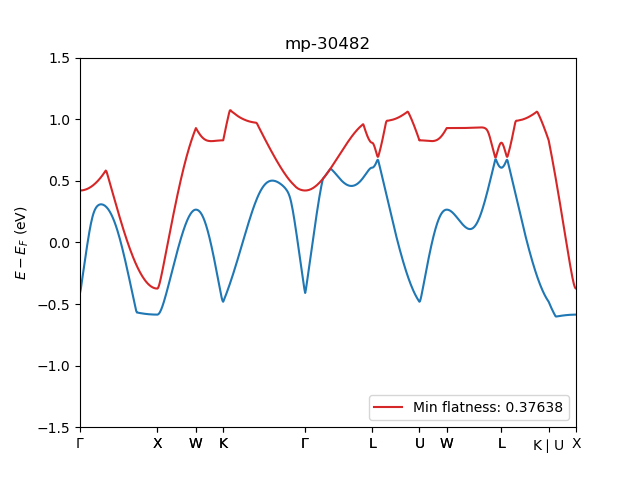 mp-30482
E − E_F (eV)
1.5
1.0
0.5
0.0
−0.5
−1.0
−1.5
Min flatness: 0.37638
Γ X W K Γ L U W L K | U X